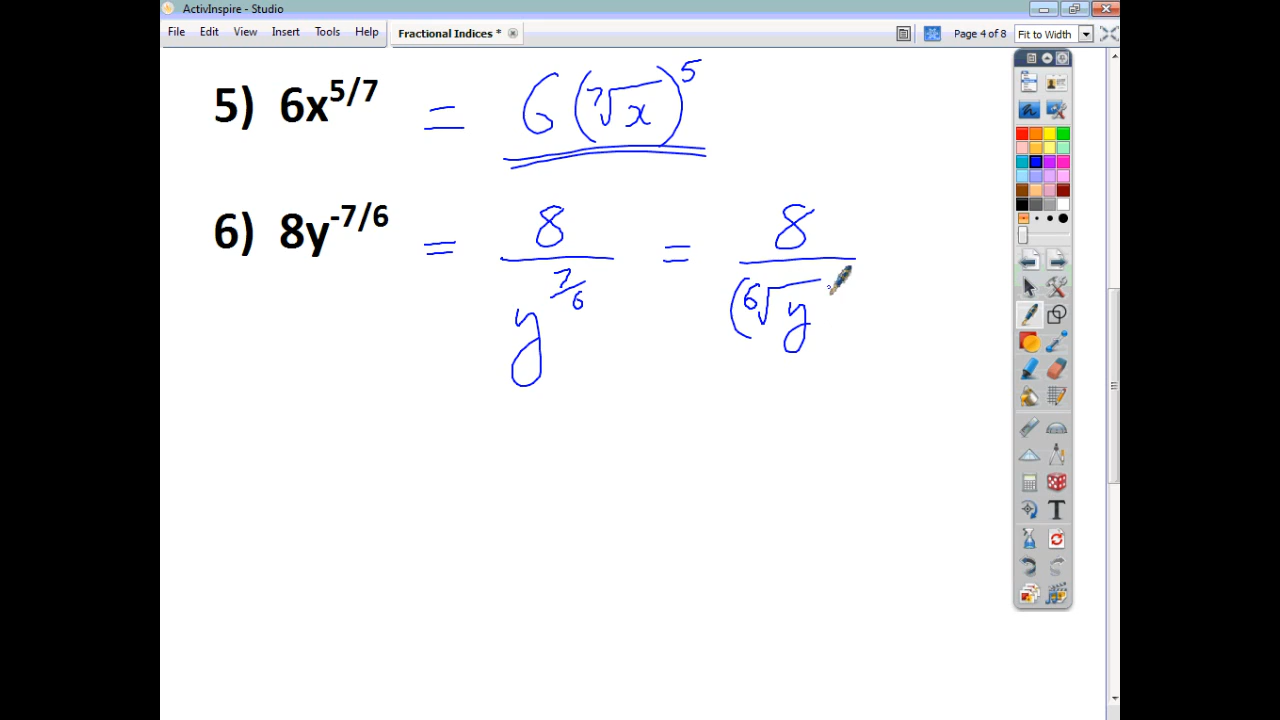 ActivInspire - Studio
File Edit View Insert Tools Help Fractional Indices * Page 4 of 8 Fit to Width
5) 6x^5/7 = 6(⁷√x)^5
6) 8y^-7/6 = 8/y^7/6 = 8/(⁶√y